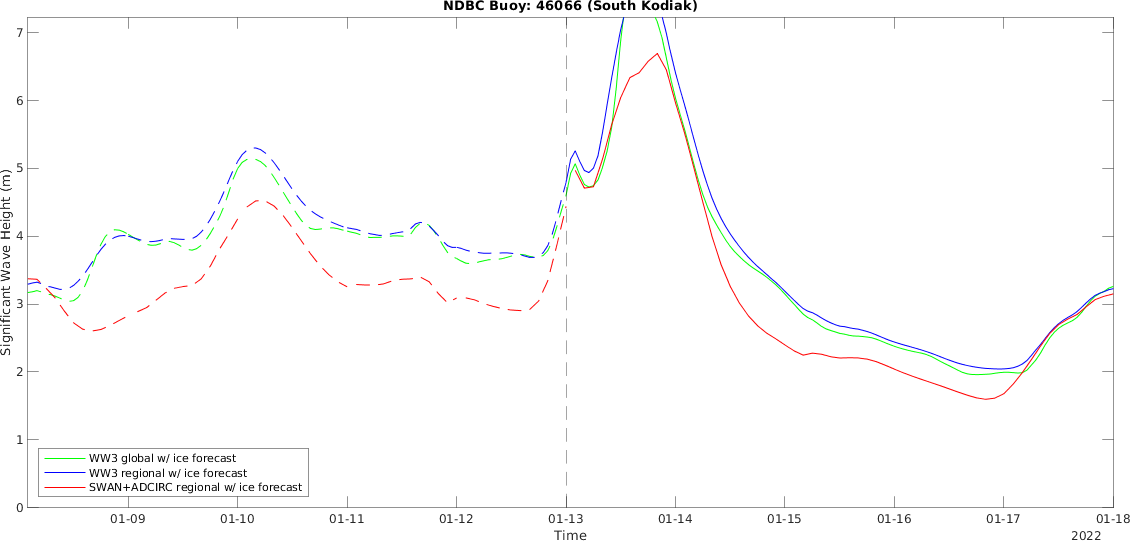 NDBC Buoy: 46066 (South Kodiak)
7
6
5
4
3
2
1
0
Significant Wave Height (m)
WW3 global w/ ice forecast
WW3 regional w/ ice forecast
SWAN+ADCIRC regional w/ ice forecast
01-09 01-10 01-11 01-12 01-13 01-14 01-15 01-16 01-17 01-18
Time
2022